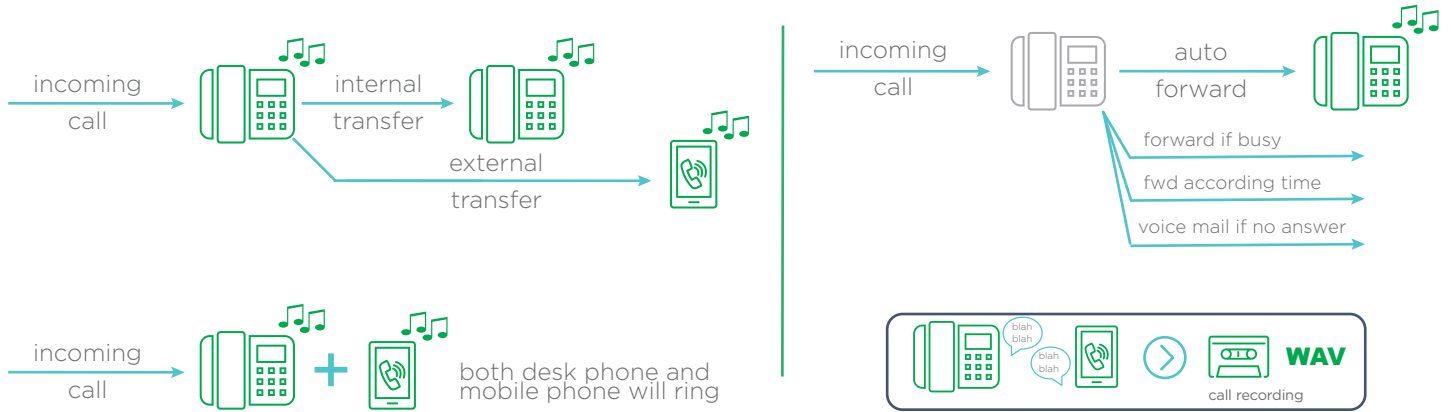 incoming
call
internal
transfer
external
transfer
incoming
call
both desk phone and
mobile phone will ring
incoming
call
auto
forward
forward if busy
fwd according time
voice mail if no answer
blah
blah
blah
blah
WAV
call recording